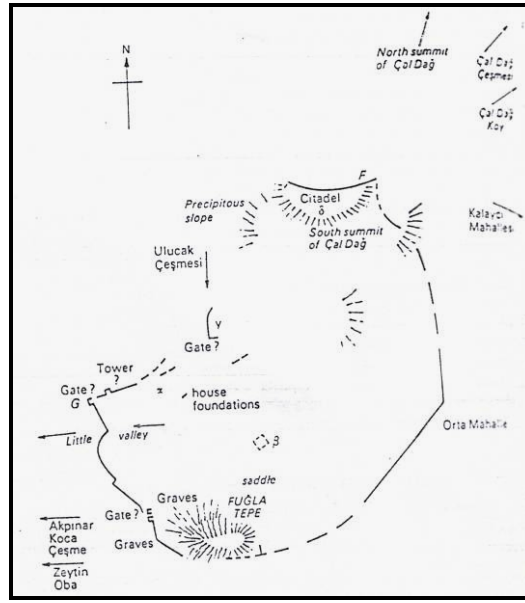 N
North summit
of Çal Dağ
Çal Dağ
Çeşmesi
Çal Dağ
Köy
F
Citadel
δ
Precipitous
slope
South summit
of Çal Dağ
Kalaycı
Mahalles
Ulucak
Çeşmesi
γ
Gate?
Tower
?
Gate?
G
α
house
foundations
Little valley
β
Orta Mahalle
saddle
Graves
FUĞLA
TEPE
E
Gate?
Akpınar
Koca
Çeşme
Graves
Zeytin
Oba